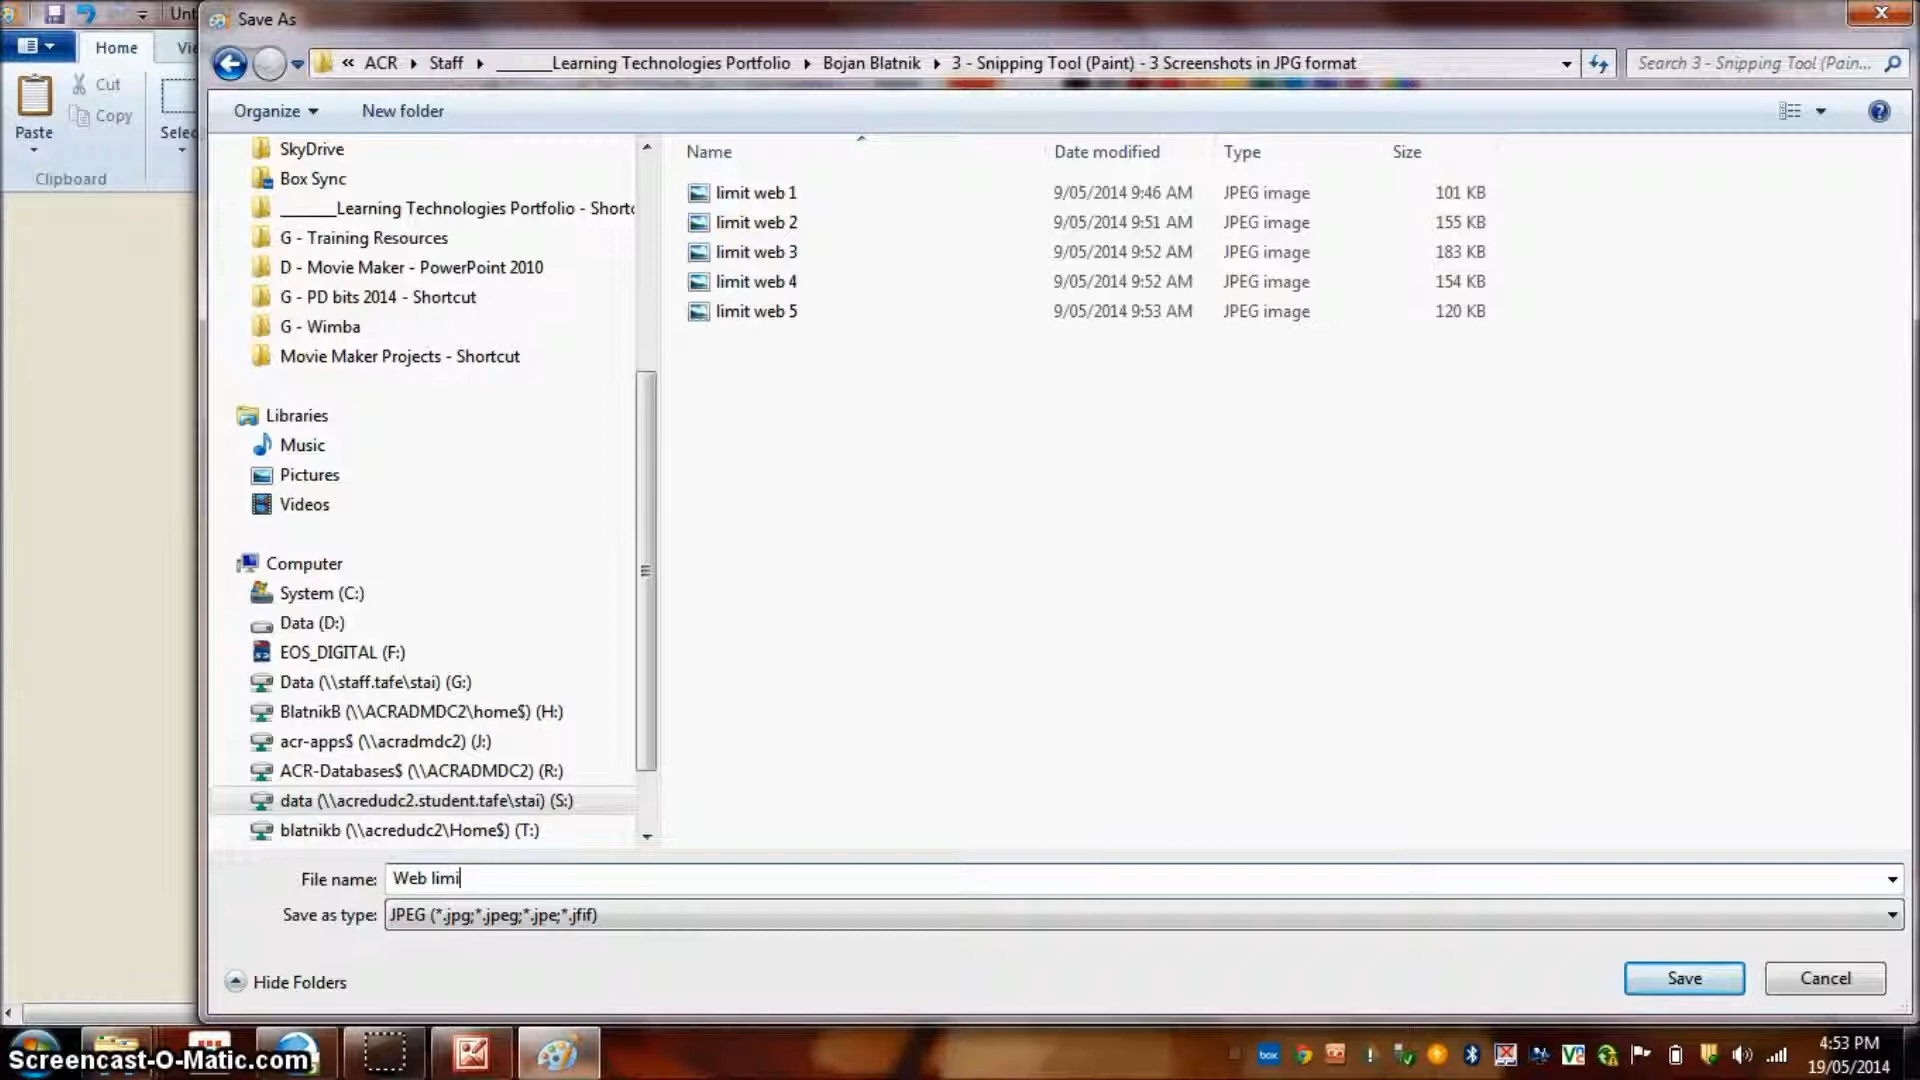 Unt
Save As
Home
Vi
Cut
Copy
Paste
Selec
Clipboard
« ACR Staff _______Learning Technologies Portfolio Bojan Blatnik 3 - Snipping Tool (Paint) - 3 Screenshots in JPG format
Search 3 - Snipping Tool (Pain...
Organize
New folder
SkyDrive
Box Sync
_______Learning Technologies Portfolio - Shortc
G - Training Resources
D - Movie Maker - PowerPoint 2010
G - PD bits 2014 - Shortcut
G - Wimba
Movie Maker Projects - Shortcut
Libraries
Music
Pictures
Videos
Computer
System (C:)
Data (D:)
EOS_DIGITAL (F:)
Data (\\staff.tafe\stai) (G:)
BlatnikB (\\ACRADMDC2\home$) (H:)
acr-apps$ (\\acradmdc2) (J:)
ACR-Databases$ (\\ACRADMDC2) (R:)
data (\\acredudc2.student.tafe\stai) (S:)
blatnikb (\\acredudc2\Home$) (T:)
Name Date modified Type Size
limit web 1 9/05/2014 9:46 AM JPEG image 101 KB
limit web 2 9/05/2014 9:51 AM JPEG image 155 KB
limit web 3 9/05/2014 9:52 AM JPEG image 183 KB
limit web 4 9/05/2014 9:52 AM JPEG image 154 KB
limit web 5 9/05/2014 9:53 AM JPEG image 120 KB
File name: Web limi
Save as type: JPEG (*.jpg;*.jpeg;*.jpe;*.jfif)
Hide Folders
Save
Cancel
Screencast-O-Matic.com
box
4:53 PM
19/05/2014